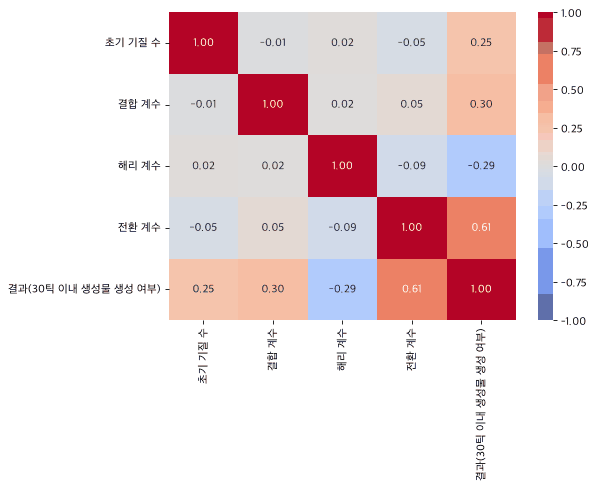 초기 기질 수 1.00 −0.01 0.02 −0.05 0.25
결합 계수 −0.01 1.00 0.02 0.05 0.30
해리 계수 0.02 0.02 1.00 −0.09 −0.29
전환 계수 −0.05 0.05 −0.09 1.00 0.61
결과(30틱 이내 생성물 생성 여부) 0.25 0.30 −0.29 0.61 1.00
초기 기질 수
결합 계수
해리 계수
전환 계수
결과(30틱 이내 생성물 생성 여부)
1.00
0.75
0.50
0.25
0.00
−0.25
−0.50
−0.75
−1.00